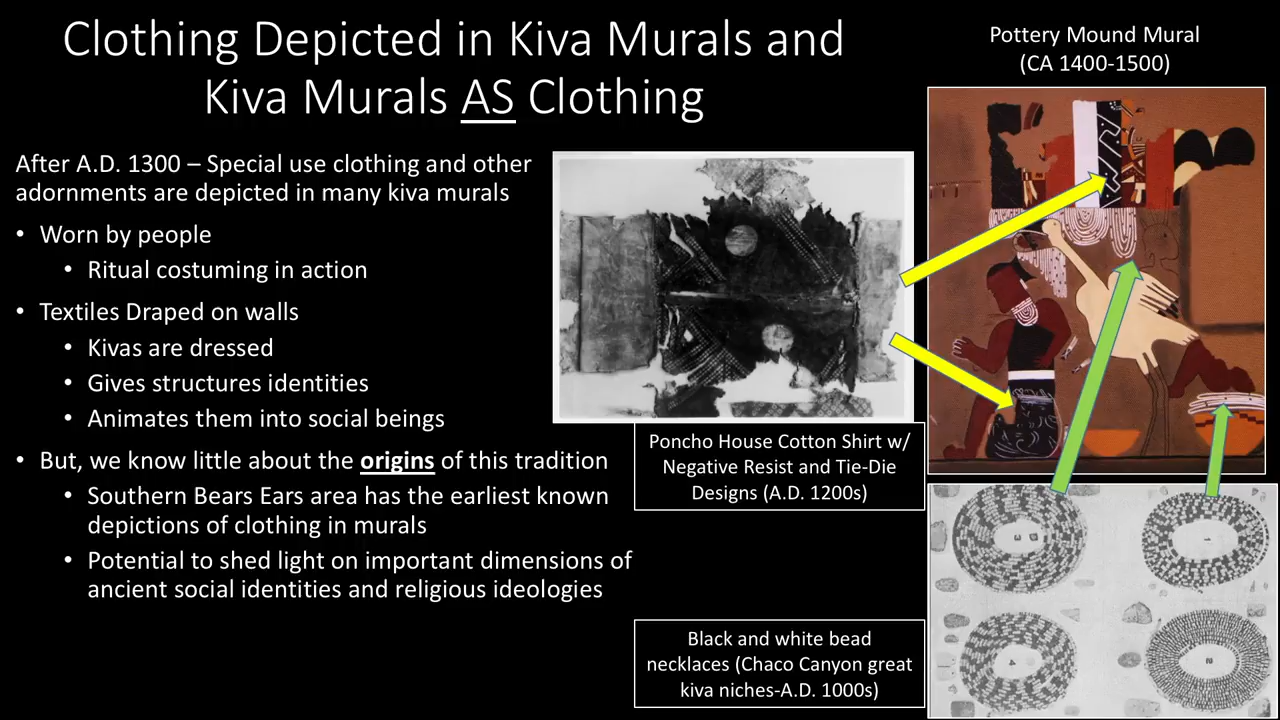 Clothing Depicted in Kiva Murals and
Kiva Murals AS Clothing
After A.D. 1300 – Special use clothing and other
adornments are depicted in many kiva murals
• Worn by people
• Ritual costuming in action
• Textiles Draped on walls
• Kivas are dressed
• Gives structures identities
• Animates them into social beings
• But, we know little about the origins of this tradition
• Southern Bears Ears area has the earliest known
depictions of clothing in murals
• Potential to shed light on important dimensions of
ancient social identities and religious ideologies
Poncho House Cotton Shirt w/
Negative Resist and Tie-Die
Designs (A.D. 1200s)
Black and white bead
necklaces (Chaco Canyon great
kiva niches-A.D. 1000s)
Pottery Mound Mural
(CA 1400-1500)